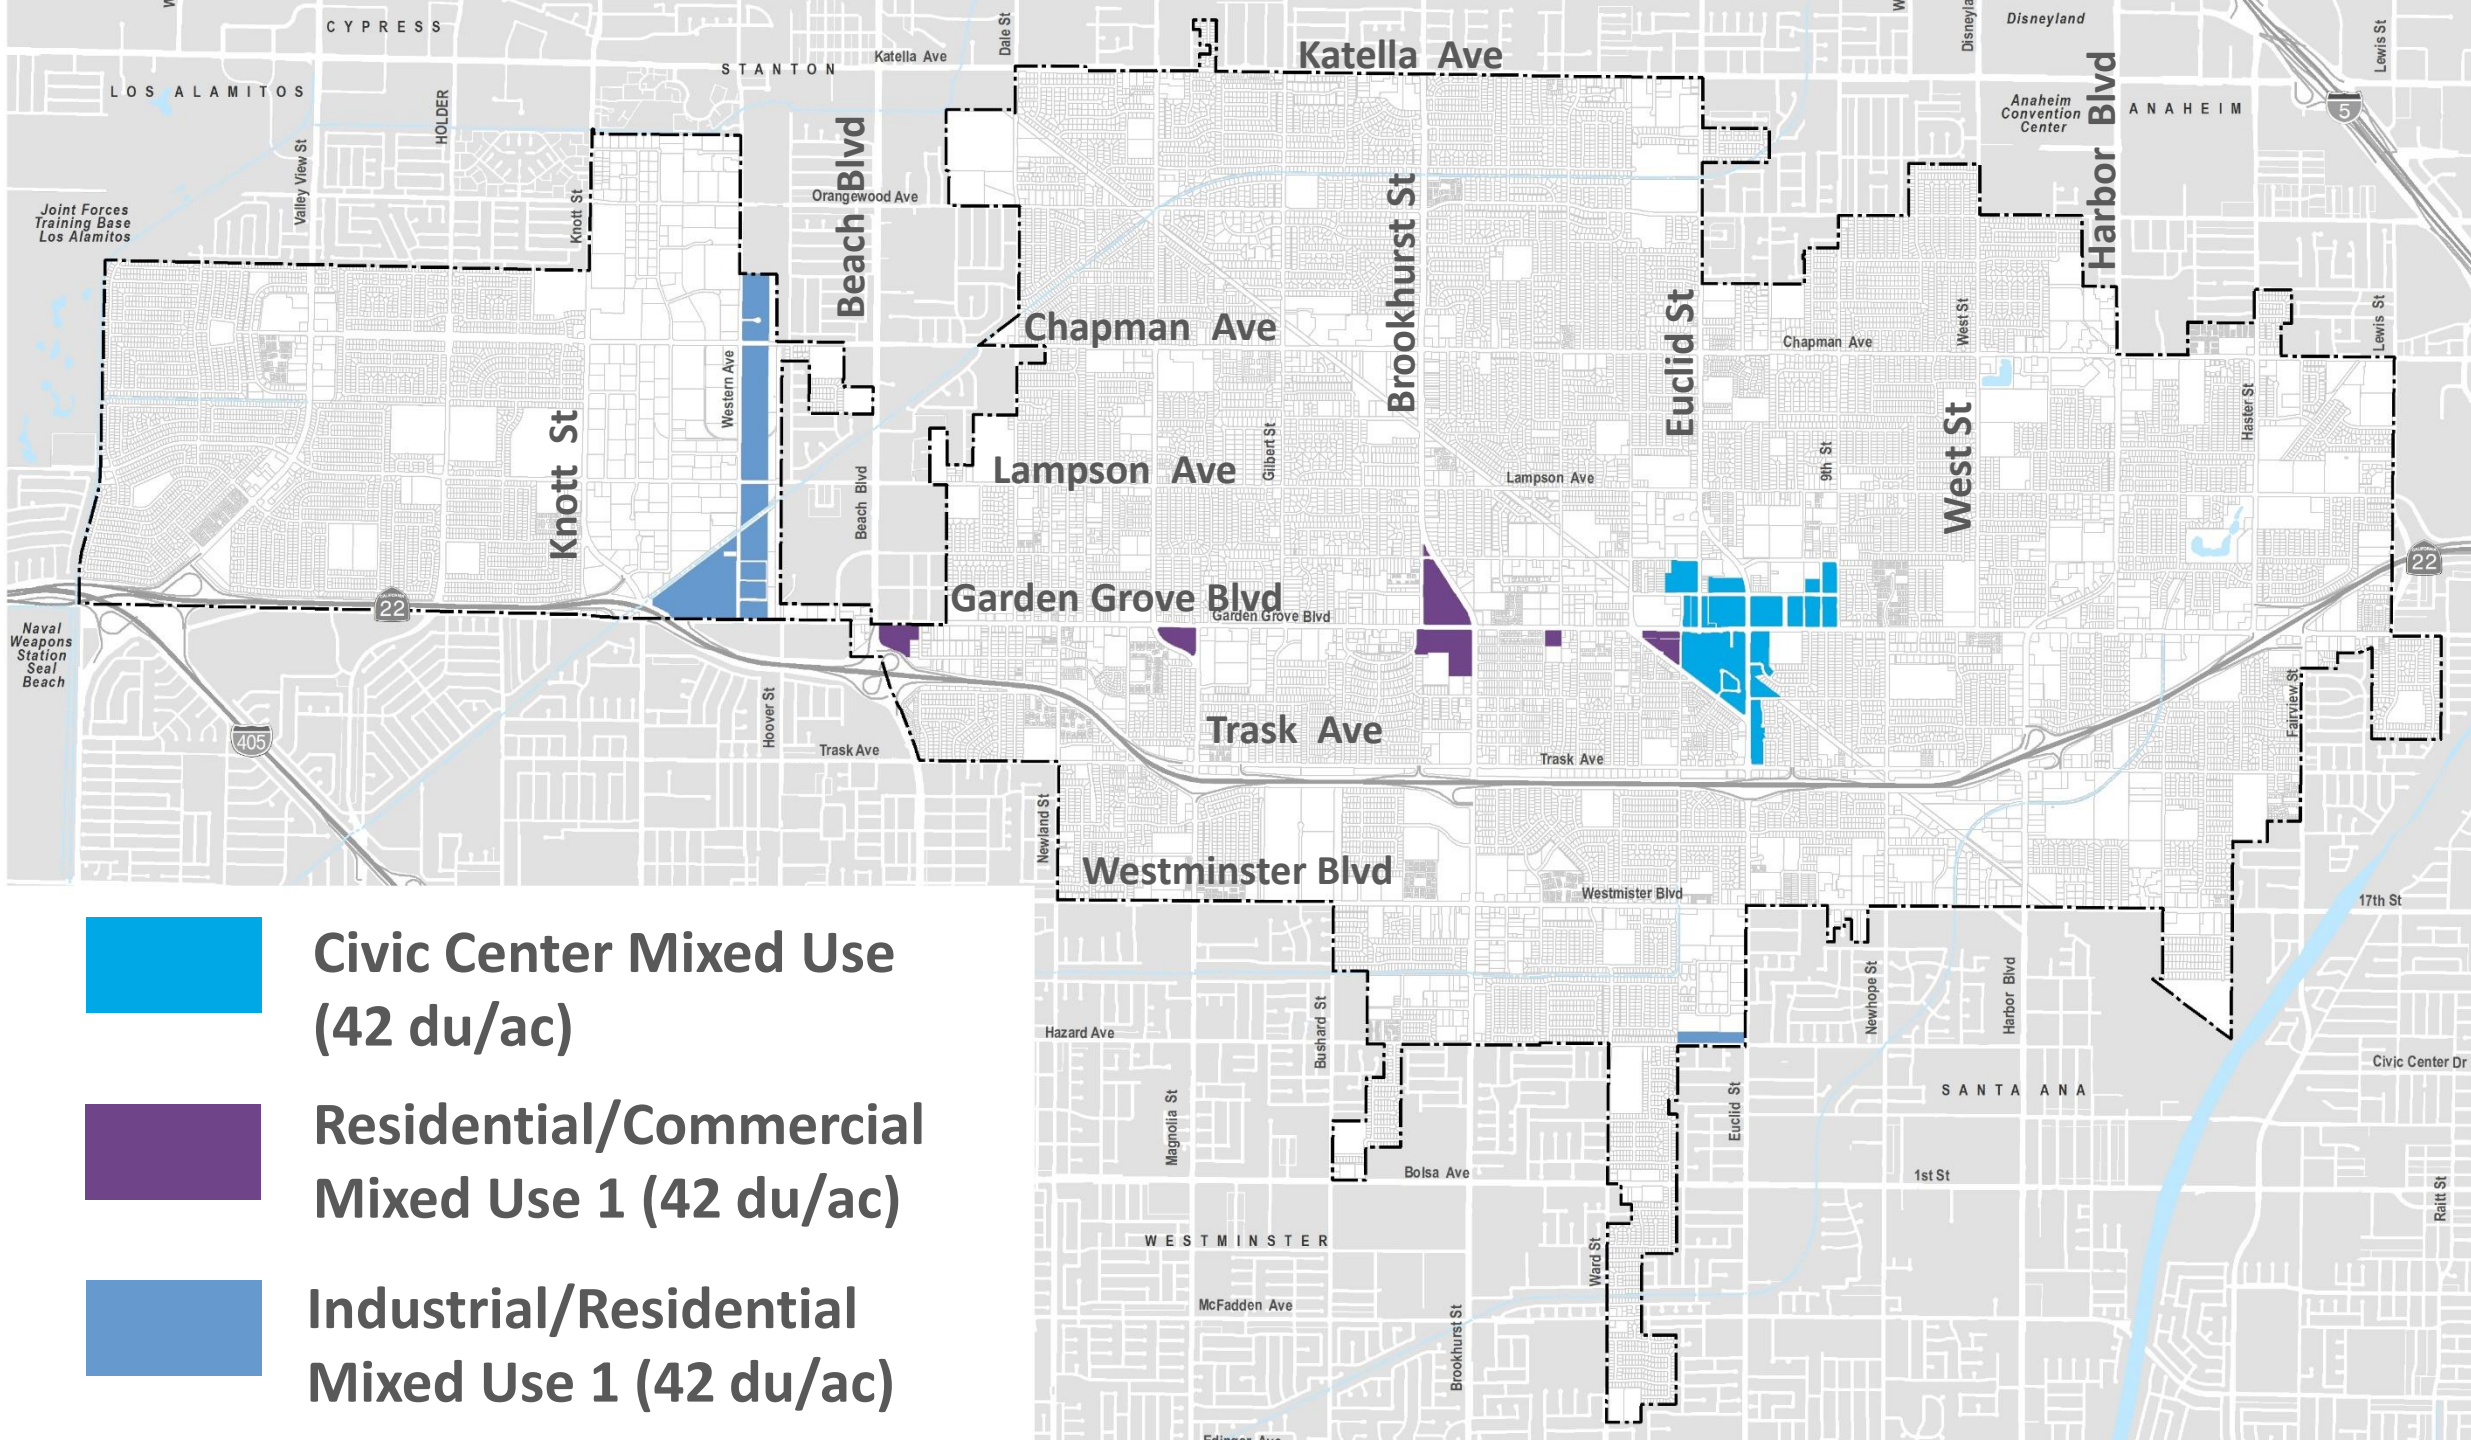 CYPRESS
Dale St
Disneyland
Katella Ave
Katella Ave
STANTON
Lewis St
LOS ALAMITOS
HOLDER
Harbor Blvd
Anaheim
Convention
Center
ANAHEIM
5
Valley View St
Knott St
Beach Blvd
Orangewood Ave
Brookhurst St
Joint Forces
Training Base
Los Alamitos
Chapman Ave
Euclid St
Chapman Ave
West St
Lewis St
Western Ave
Knott St
Beach Blvd
Lampson Ave
Gilbert St
Lampson Ave
9th St
West St
Haster St
22
Garden Grove Blvd
Garden Grove Blvd
CALIFORNIA
22
Naval
Weapons
Station
Seal
Beach
405
Hoover St
Trask Ave
Trask Ave
Trask Ave
Fairview St
Newland St
Westminster Blvd
Westmister Blvd
17th St
Civic Center Mixed Use
(42 du/ac)
Residential/Commercial
Mixed Use 1 (42 du/ac)
Industrial/Residential
Mixed Use 1 (42 du/ac)
Hazard Ave
Bushard St
Newhope St
Harbor Blvd
Magnolia St
Euclid St
Civic Center Dr
SANTA ANA
Bolsa Ave
1st St
Raitt St
WESTMINSTER
Ward St
McFadden Ave
Brookhurst St